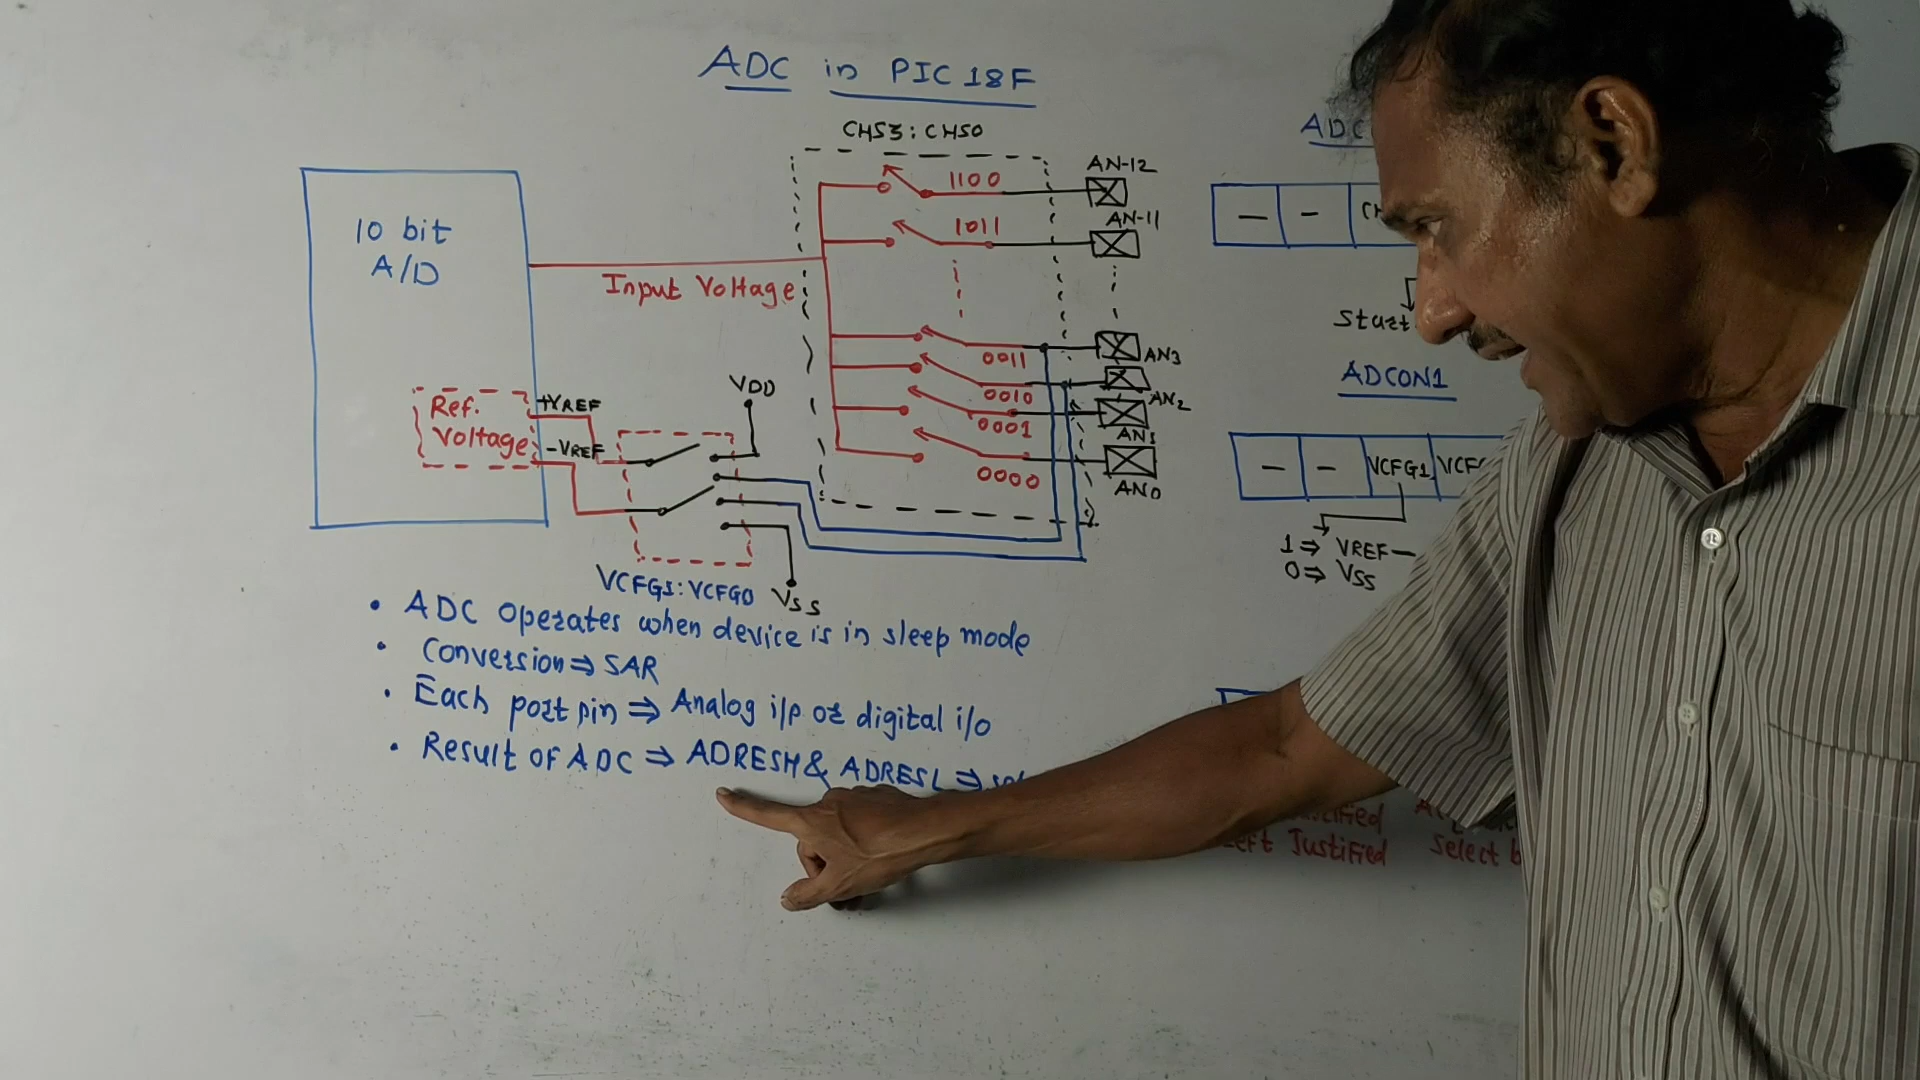 ADC in PIC 18F
CHS3 : CHS0
AN-12
1100
AN-11
1011
10 bit
A/D
Input Voltage
0011
AN3
0010
AN2
0001
AN1
0000
AN0
VDD
Ref.
Voltage
+VREF
-VREF
VCFG1 : VCFG0
VSS
• ADC operates when device is in sleep mode
• Conversion ⇒ SAR
• Each port pin ⇒ Analog i/p or digital i/o
• Result of ADC ⇒ ADRESH & ADRESL ⇒
ADC
— -
Start
ADCON1
— - VCFG1
1 ⇒ VREF—
0 ⇒ VSS
Justified
Select